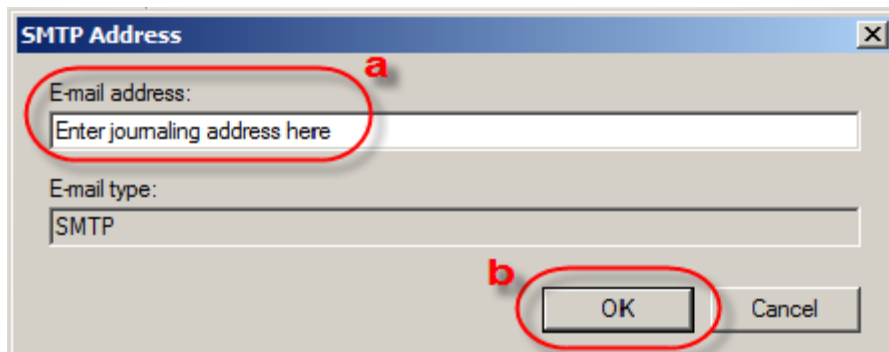 SMTP Address
a
E-mail address:
Enter journaling address here
E-mail type:
SMTP
b
OK Cancel